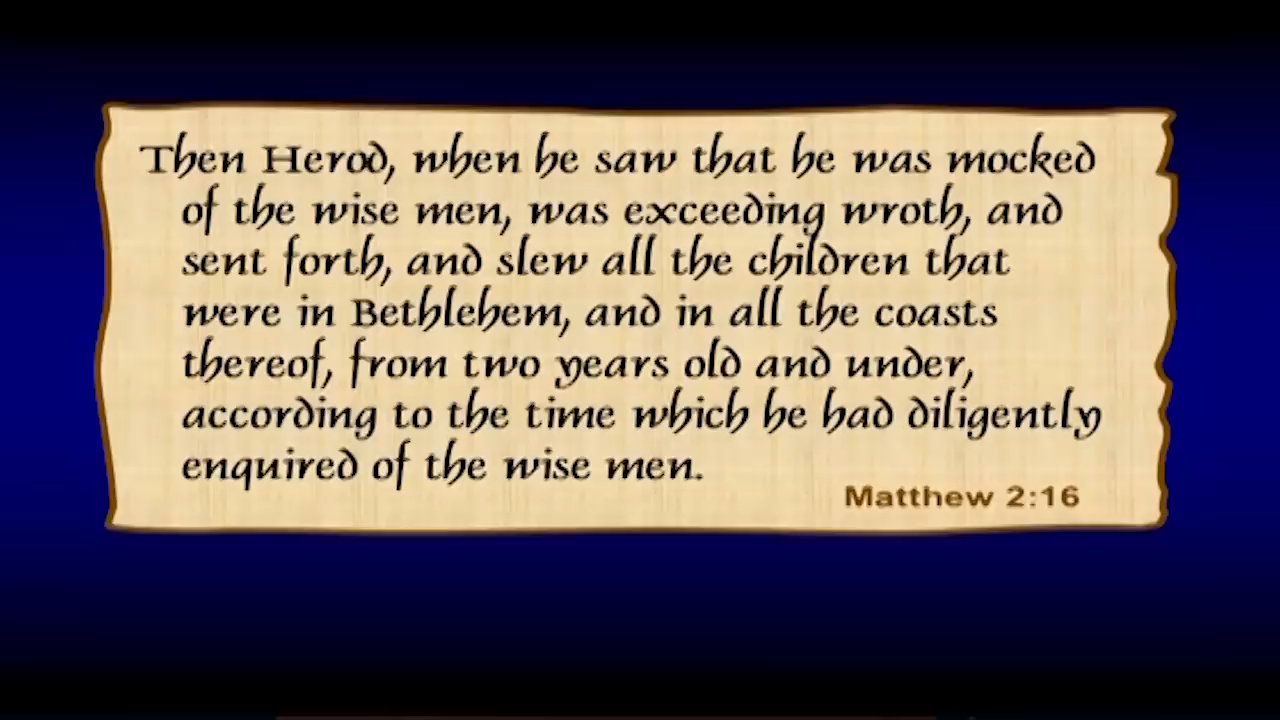 Then Herod, when he saw that he was mocked
of the wise men, was exceeding wroth, and
sent forth, and slew all the children that
were in Bethlehem, and in all the coasts
thereof, from two years old and under,
according to the time which he had diligently
enquired of the wise men.
Matthew 2:16